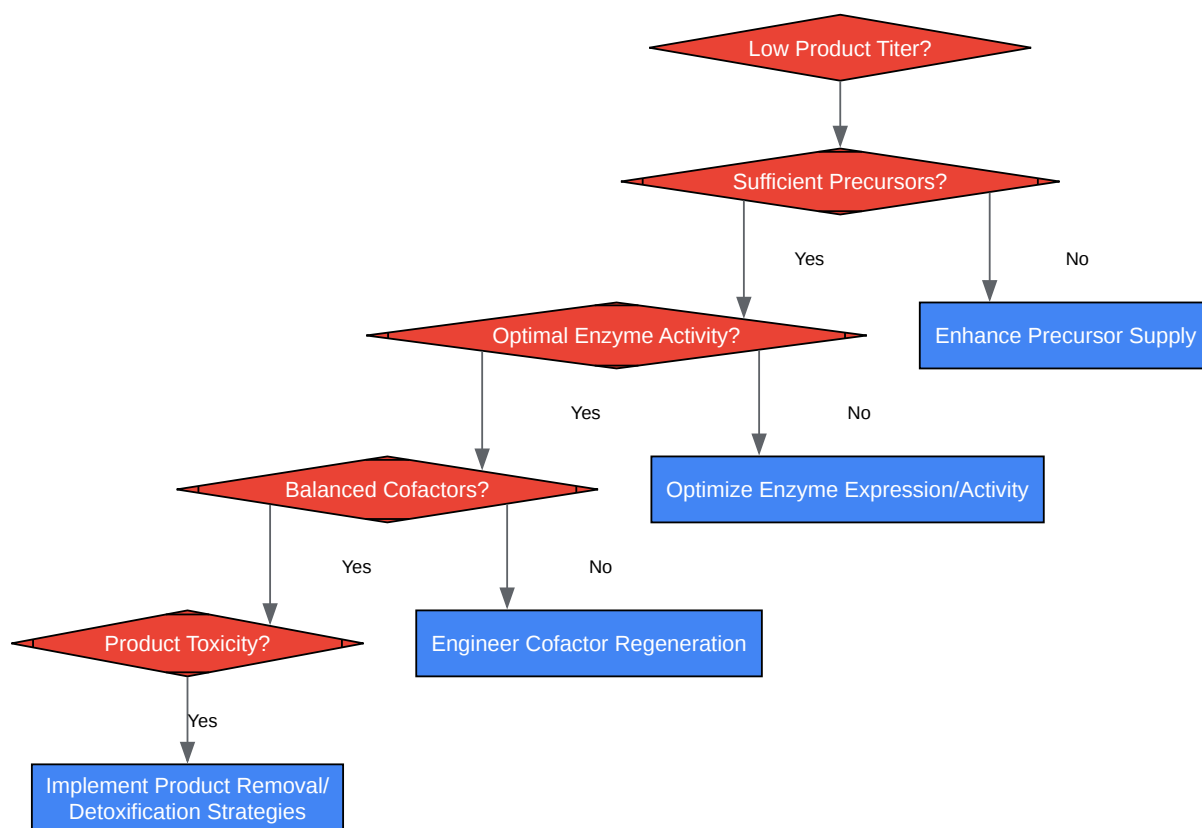 Low Product Titer?
Sufficient Precursors?
Yes
No
Optimal Enzyme Activity?
Enhance Precursor Supply
Yes
No
Balanced Cofactors?
Optimize Enzyme Expression/Activity
Yes
No
Product Toxicity?
Engineer Cofactor Regeneration
Yes
Implement Product Removal/
Detoxification Strategies